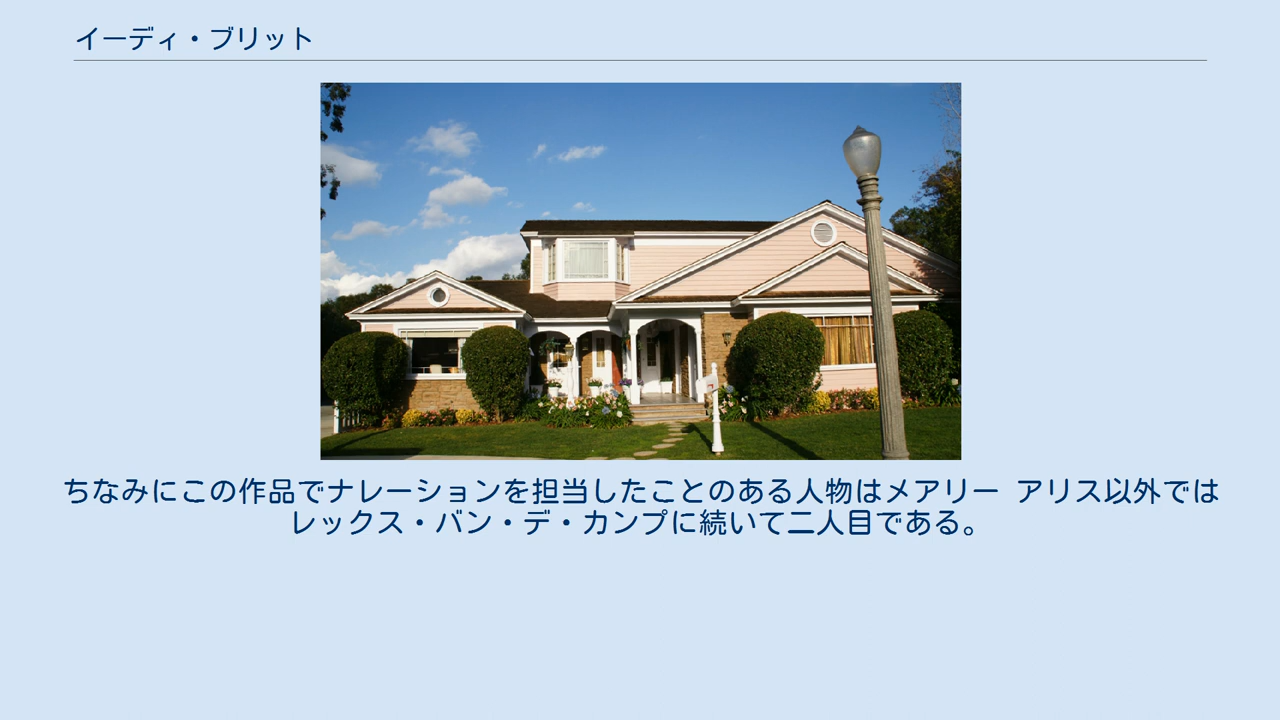 イーディ・ブリット
ちなみにこの作品でナレーションを担当したことのある人物はメアリー アリス以外では
レックス・バン・デ・カンプに続いて二人目である。